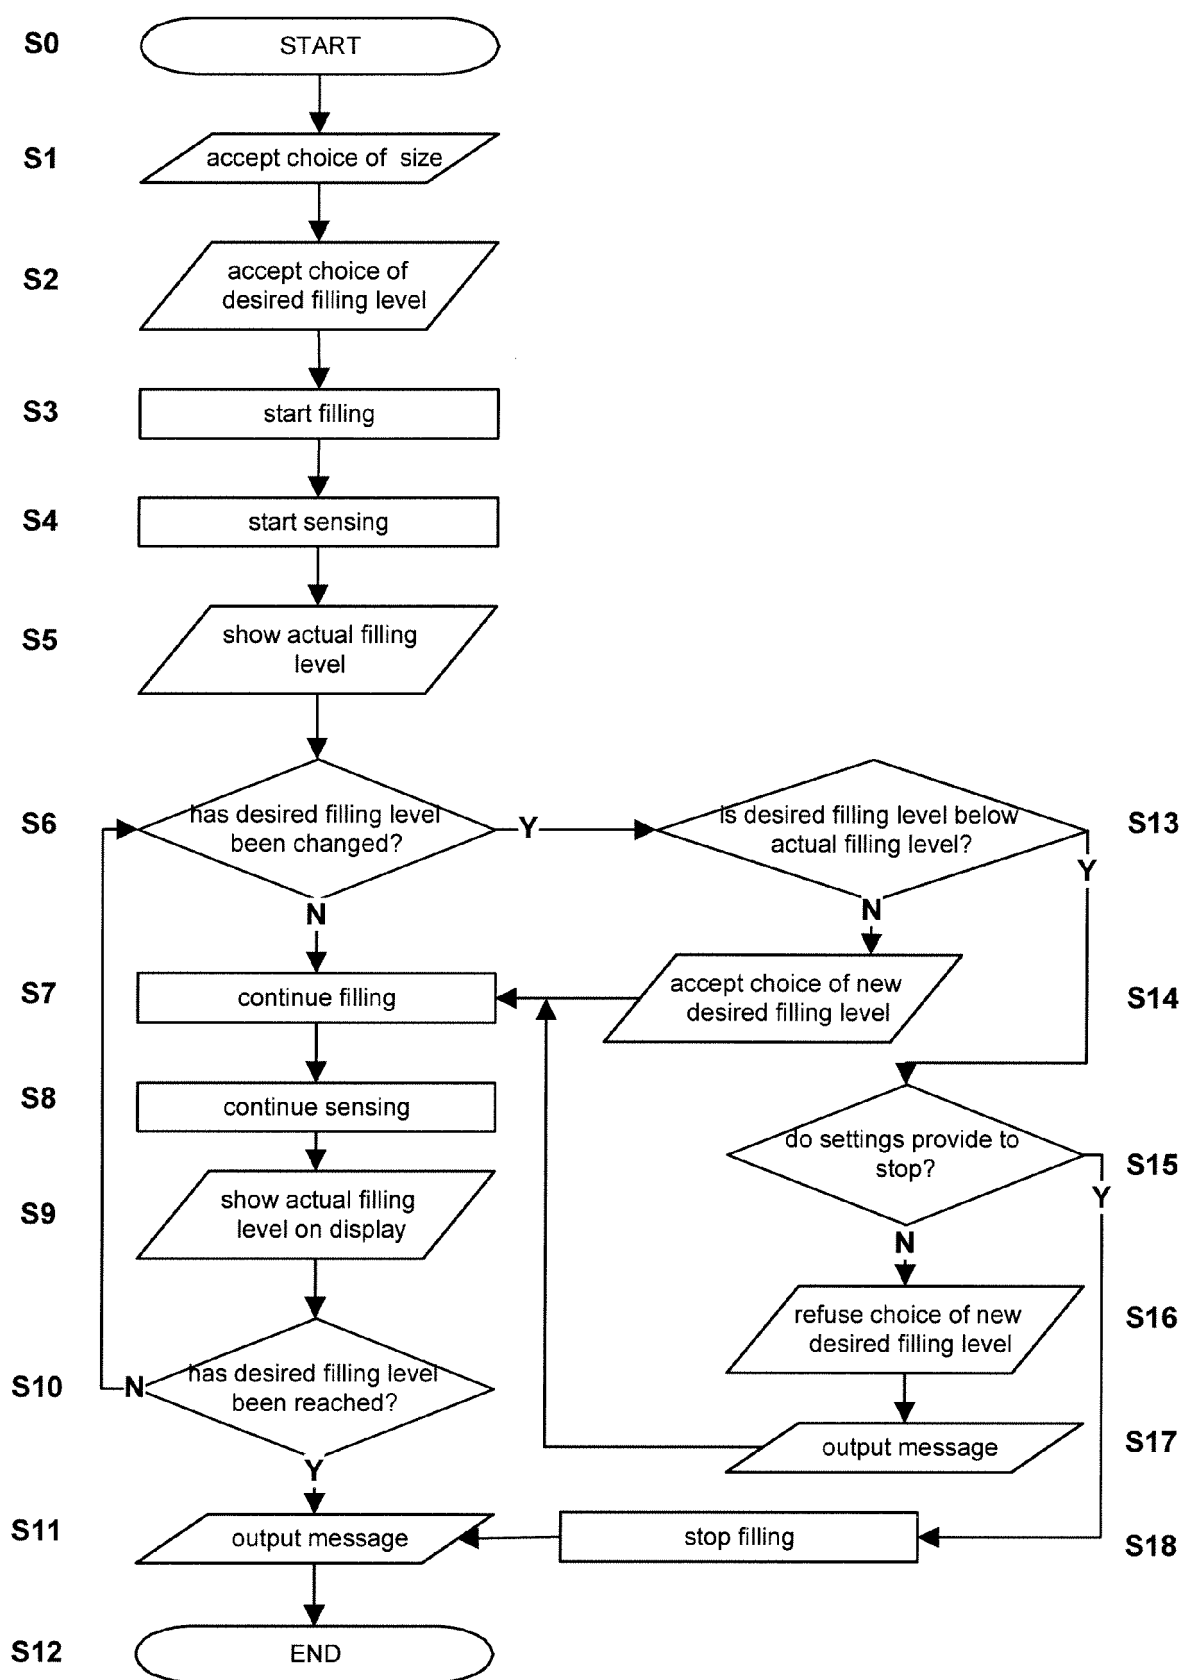 S0
START
S1
accept choice of size
S2
accept choice of
desired filling level
S3
start filling
S4
start sensing
S5
show actual filling
level
S6
has desired filling level
been changed?
Y
is desired filling level below
actual filling level?
S13
Y
N
N
S7
continue filling
accept choice of new
desired filling level
S14
S8
continue sensing
do settings provide to
stop?
S15
Y
S9
show actual filling
level on display
N
refuse choice of new
desired filling level
S16
S10
N
has desired filling level
been reached?
output message
S17
Y
S11
output message
stop filling
S18
S12
END